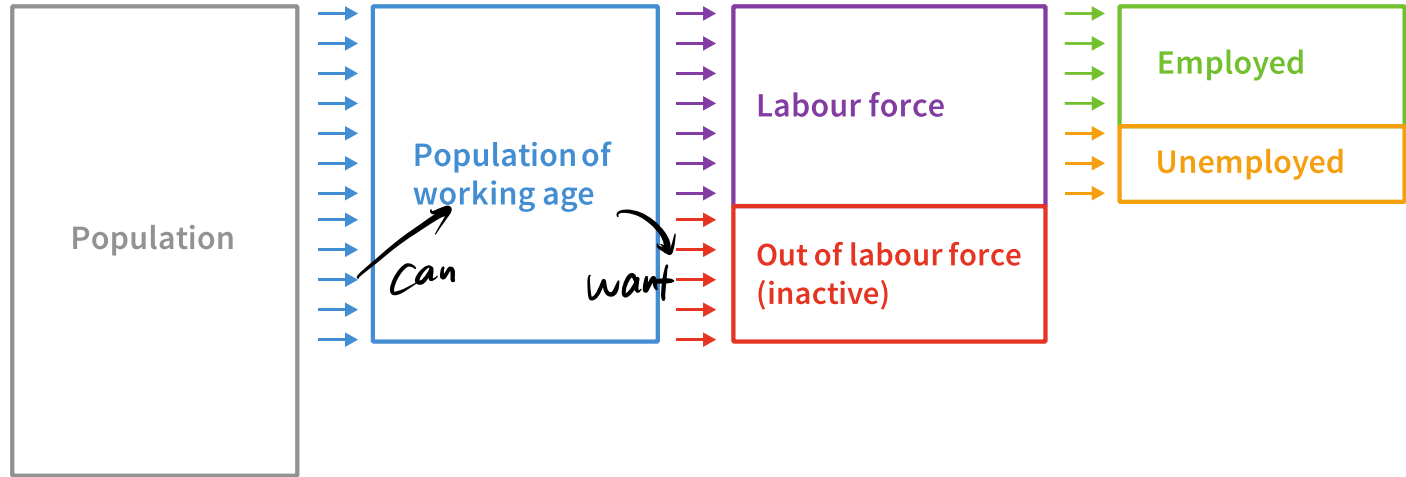 Population
Population of
working age
can
want
Labour force
Out of labour force
(inactive)
Employed
Unemployed